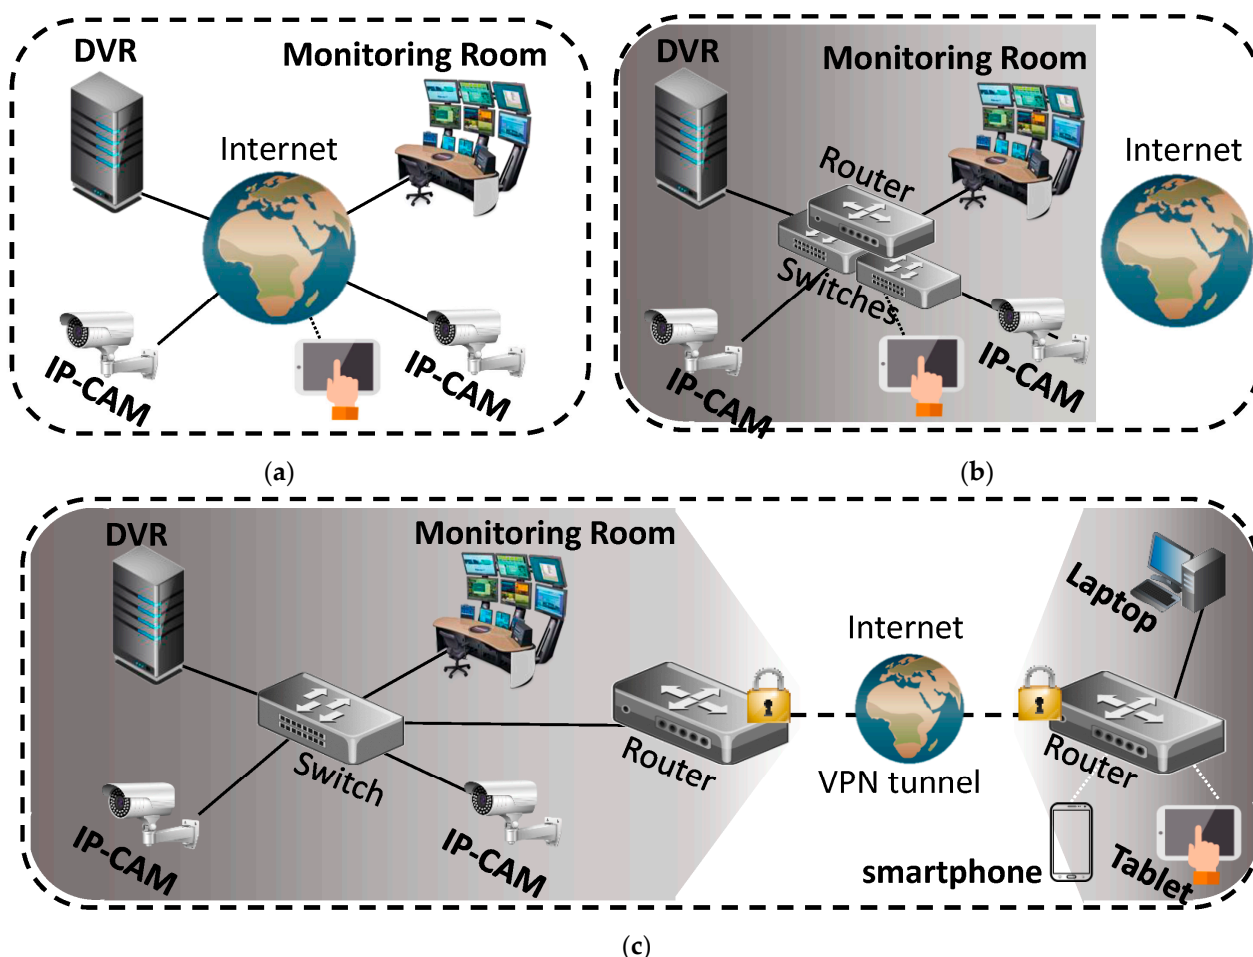 DVR
Monitoring Room
Internet
IP-CAM
IP-CAM
(a)
DVR
Monitoring Room
Internet
Router
Switches
IP-CAM
IP-CAM
(b)
DVR
Monitoring Room
Laptop
Internet
Switch
Router
VPN tunnel
Router
IP-CAM
IP-CAM
smartphone
Tablet
(c)